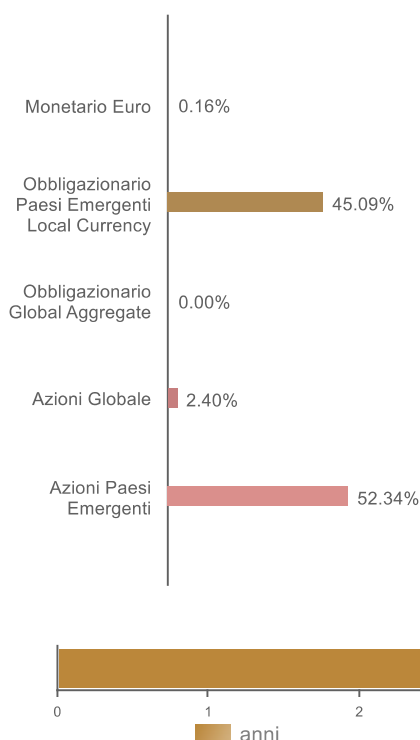 Monetario Euro
0.16%
Obbligazionario
Paesi Emergenti
Local Currency
45.09%
Obbligazionario
Global Aggregate
0.00%
Azioni Globale
2.40%
Azioni Paesi
Emergenti
52.34%
0 1 2
anni